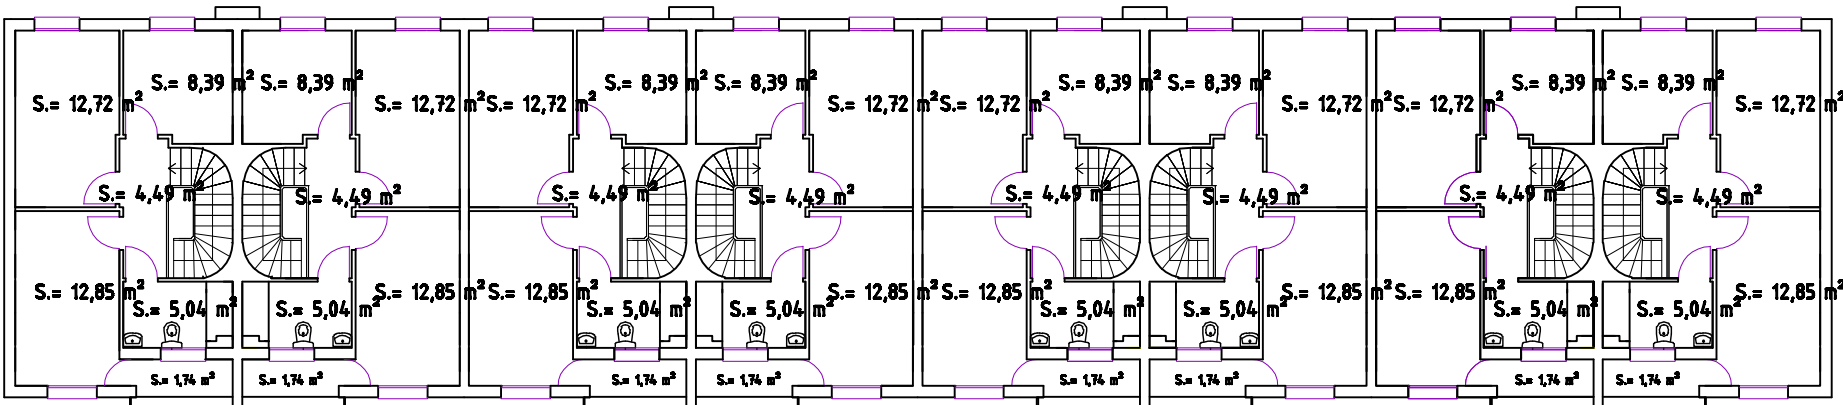 S.= 8,39 m² S.= 8,39 m² S.= 8,39 m² S.= 8,39 m² S.= 8,39 m² S.= 8,39 m² S.= 8,39 m² S.= 8,39 m²
S.= 12,72 m² S.= 12,72 m² S.= 12,72 m² S.= 12,72 m² S.= 12,72 m² S.= 12,72 m² S.= 12,72 m² S.= 12,72 m²
S.= 4,49 m² S.= 4,49 m² S.= 4,49 m² S.= 4,49 m² S.= 4,49 m² S.= 4,49 m² S.= 4,49 m² S.= 4,49 m²
S.= 12,85 m² S.= 12,85 m² S.= 12,85 m² S.= 12,85 m² S.= 12,85 m² S.= 12,85 m² S.= 12,85 m² S.= 12,85 m²
S.= 5,04 m² S.= 5,04 m² S.= 5,04 m² S.= 5,04 m² S.= 5,04 m² S.= 5,04 m² S.= 5,04 m² S.= 5,04 m²
S.= 1,74 m² S.= 1,74 m² S.= 1,74 m² S.= 1,74 m² S.= 1,74 m² S.= 1,74 m² S.= 1,74 m² S.= 1,74 m²